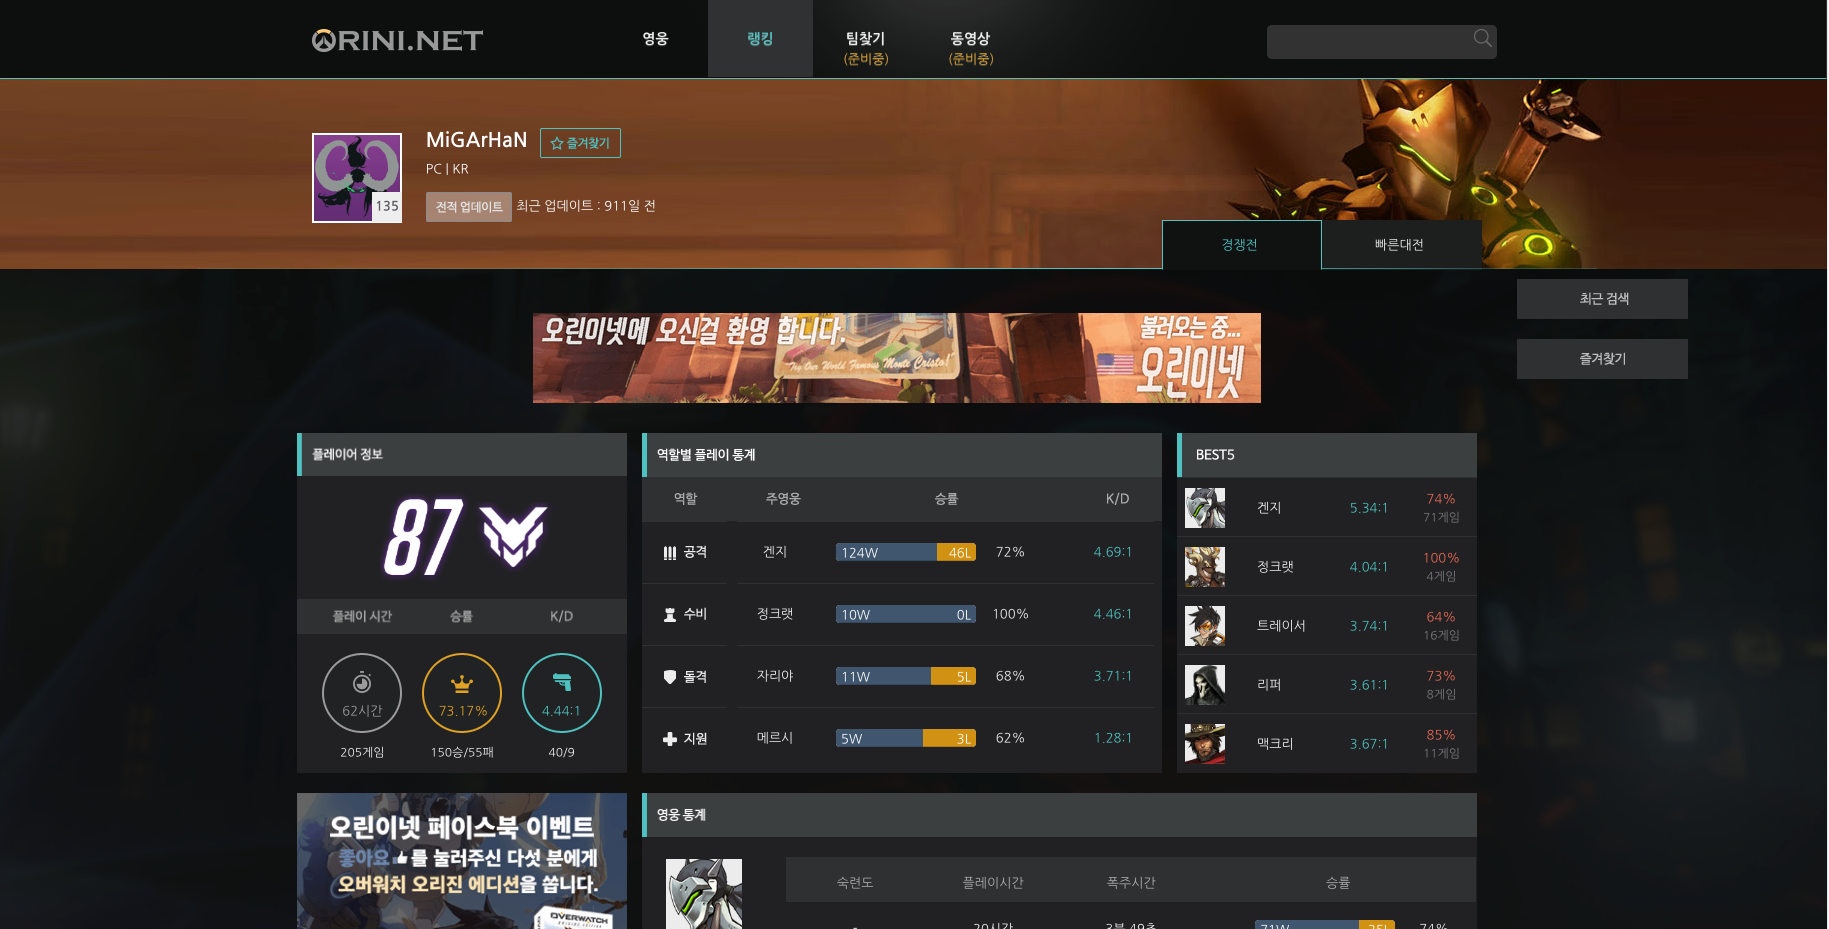 ORINI.NET
영웅
랭킹
팀찾기
(준비중)
동영상
(준비중)
MiGArHaN
즐겨찾기
PC | KR
135
전적 업데이트
최근 업데이트 : 911일 전
경쟁전
빠른대전
최근 검색
즐겨찾기
오린이넷에 오신걸 환영 합니다.
"Try Our World Famous Monte Cristo!"
불러오는 중...
오린이넷
플레이어 정보
87
플레이 시간 승률 K/D
62시간 73.17% 4.44:1
205게임 150승/55패 40/9
역할별 플레이 통계
역할 주영웅 승률 K/D
공격 겐지 124W 46L 72% 4.69:1
수비 정크랫 10W 0L 100% 4.46:1
돌격 자리야 11W 5L 68% 3.71:1
지원 메르시 5W 3L 62% 1.28:1
BEST5
겐지 5.34:1 74%
71게임
정크랫 4.04:1 100%
4게임
트레이서 3.74:1 64%
16게임
리퍼 3.61:1 73%
8게임
맥크리 3.67:1 85%
11게임
오린이넷 페이스북 이벤트
좋아요 를 눌러주신 다섯 분에게
오버워치 오리진 에디션을 쏩니다.
OVERWATCH
영웅 통계
숙련도 플레이시간 폭주시간 승률
20시간 3분 49초 71W 25L 74%